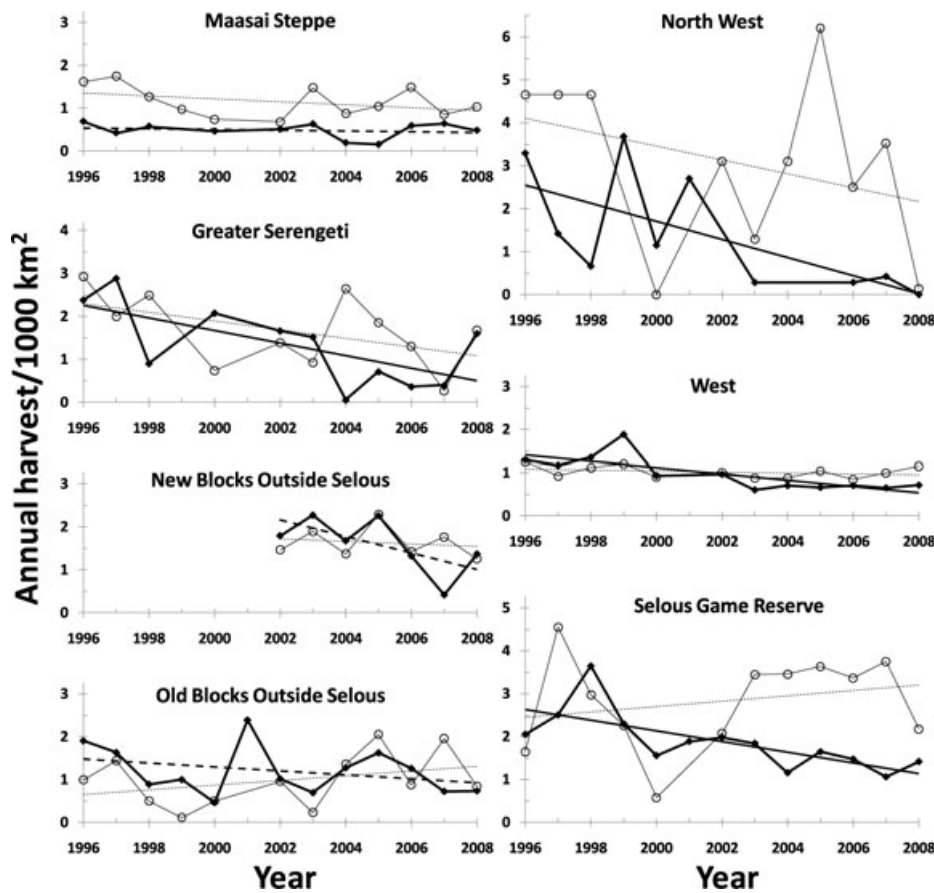 Annual harvest/1000 km²
Maasai Steppe
3
2
1
0
1996 1998 2000 2002 2004 2006 2008
Greater Serengeti
4
3
2
1
0
1996 1998 2000 2002 2004 2006 2008
New Blocks Outside Selous
3
2
1
0
1996 1998 2000 2002 2004 2006 2008
Old Blocks Outside Selous
3
2
1
0
1996 1998 2000 2002 2004 2006 2008
Year
North West
6
5
4
3
2
1
0
1996 1998 2000 2002 2004 2006 2008
West
3
2
1
0
1996 1998 2000 2002 2004 2006 2008
Selous Game Reserve
5
4
3
2
1
0
1996 1998 2000 2002 2004 2006 2008
Year